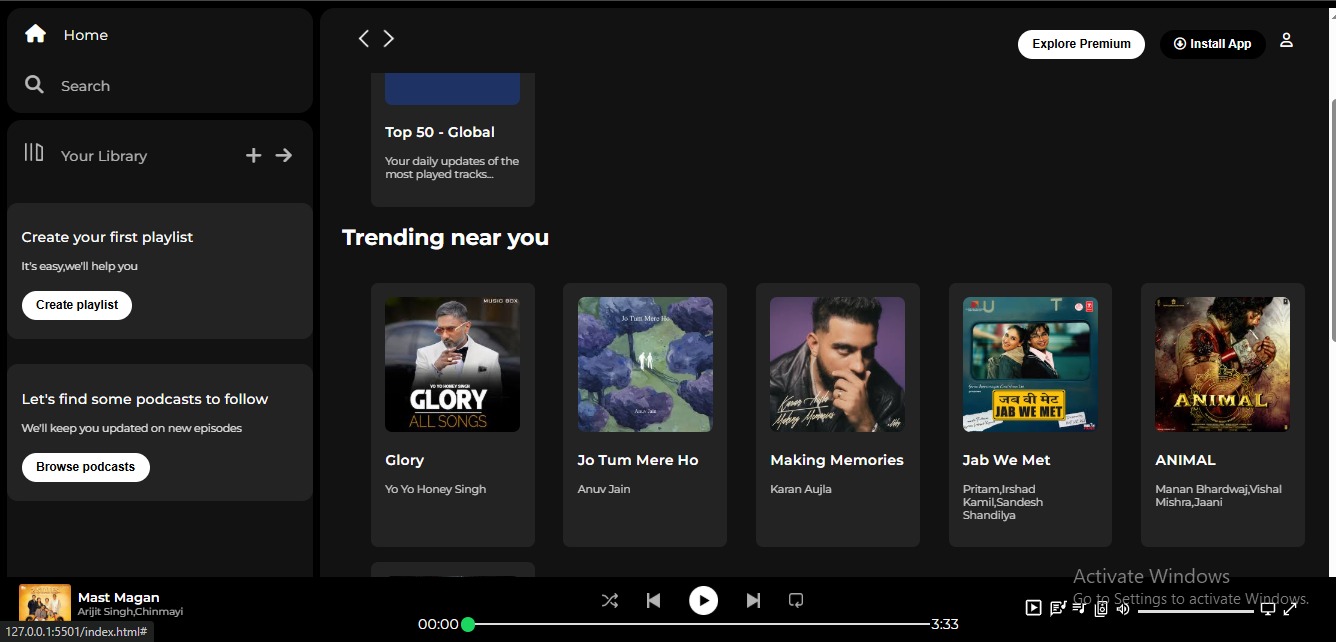 Home
Search
Your Library
Create your first playlist
It's easy,we'll help you
Create playlist
Let's find some podcasts to follow
We'll keep you updated on new episodes
Browse podcasts
Explore Premium
Install App
Top 50 - Global
Your daily updates of the
most played tracks...
Trending near you
MUSIC BOX
YO YO HONEY SINGH
GLORY
ALL SONGS
Glory
Yo Yo Honey Singh
Jo Tum Mere Ho
Anuv Jain
Jo Tum Mere Ho
Anuv Jain
Karan Aujla
Making Memories
Making Memories
Karan Aujla
U T
जब वी मेट
JAB WE MET
Jab We Met
Pritam,Irshad
Kamil,Sandesh
Shandilya
ANIMAL
ANIMAL
Manan Bhardwaj,Vishal
Mishra,Jaani
Mast Magan
Arijit Singh,Chinmayi
127.0.0.1:5501/index.html#
00:00
3:33
Activate Windows
Go to Settings to activate Windows.